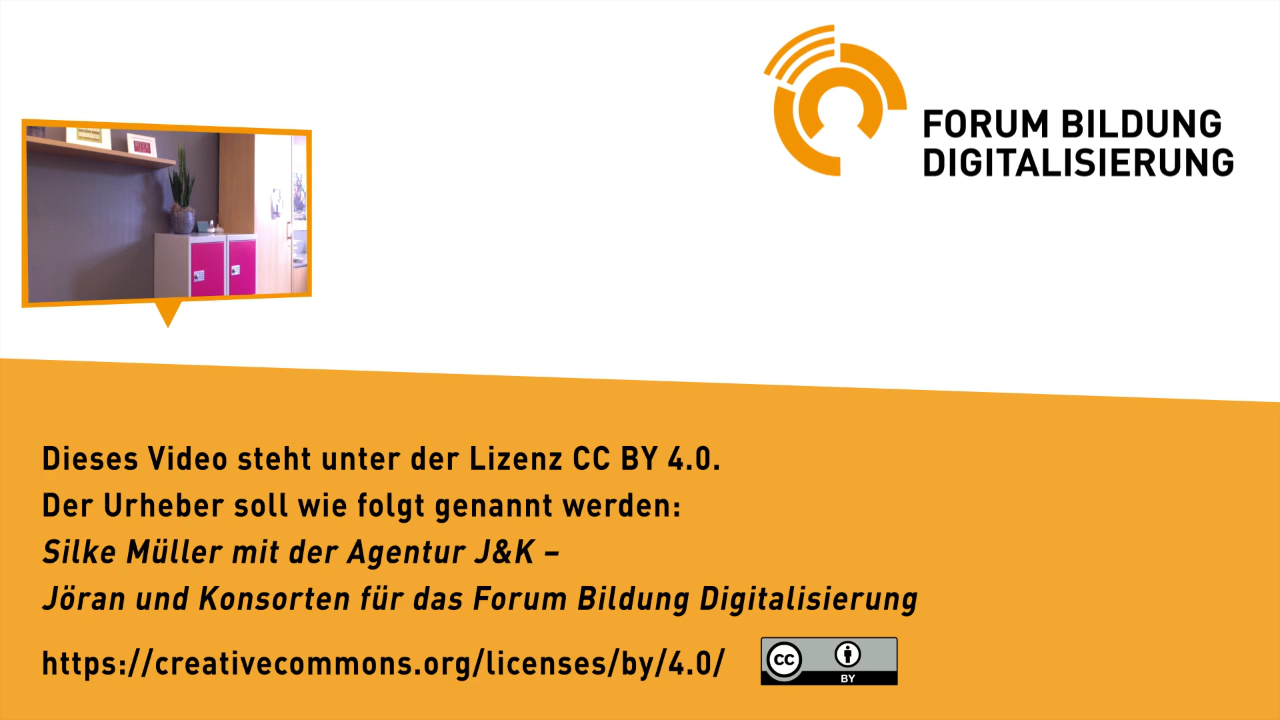 FORUM BILDUNG
DIGITALISIERUNG
Dieses Video steht unter der Lizenz CC BY 4.0.
Der Urheber soll wie folgt genannt werden:
Silke Müller mit der Agentur J&K –
Jöran und Konsorten für das Forum Bildung Digitalisierung
https://creativecommons.org/licenses/by/4.0/
cc
BY